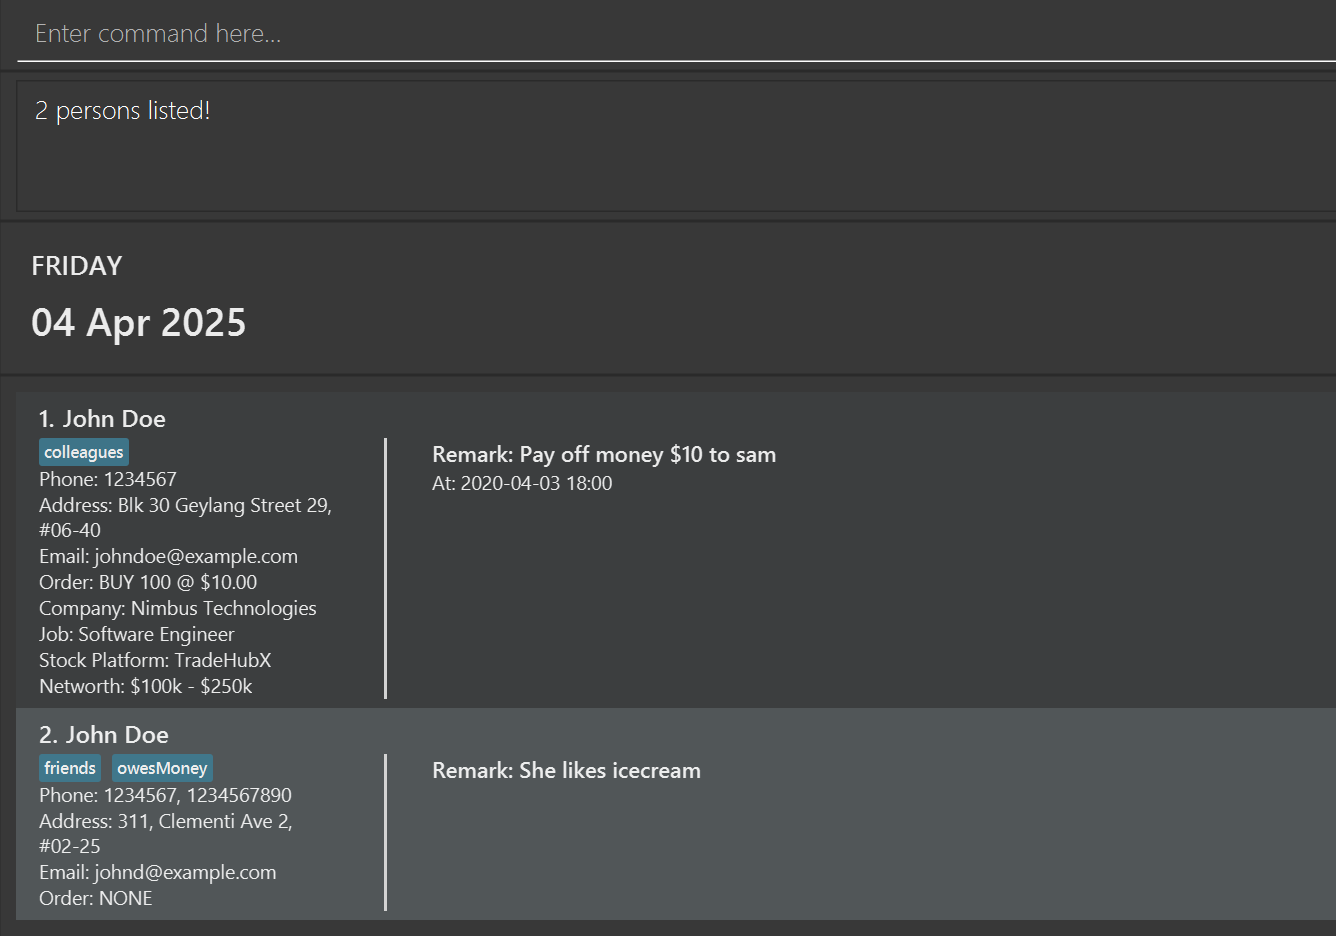 Enter command here...
2 persons listed!
FRIDAY
04 Apr 2025
1. John Doe
colleagues
Phone: 1234567
Address: Blk 30 Geylang Street 29,
#06-40
Email: johndoe@example.com
Order: BUY 100 @ $10.00
Company: Nimbus Technologies
Job: Software Engineer
Stock Platform: TradeHubX
Networth: $100k - $250k
Remark: Pay off money $10 to sam
At: 2020-04-03 18:00
2. John Doe
friends owesMoney
Phone: 1234567, 1234567890
Address: 311, Clementi Ave 2,
#02-25
Email: johnd@example.com
Order: NONE
Remark: She likes icecream